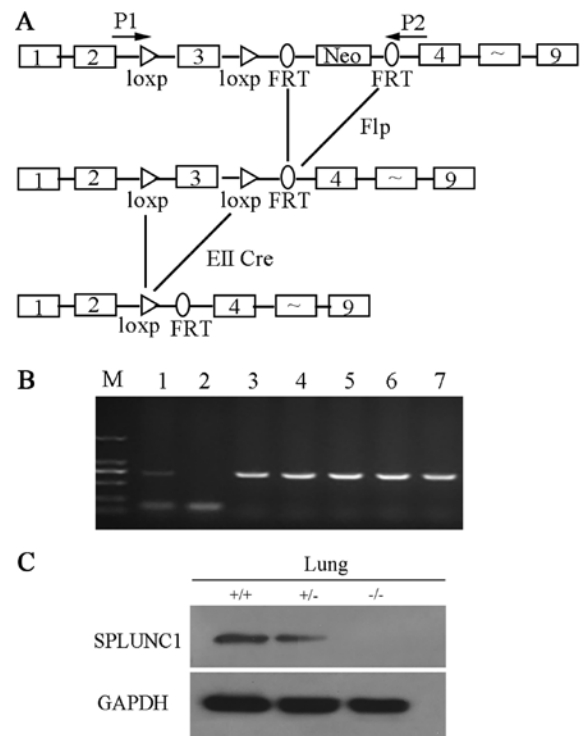 A
P1 P2
1 2 3 Neo 4 ~ 9
loxp loxp FRT FRT
Flp
1 2 3 4 ~ 9
loxp loxp FRT
EII Cre
1 2 4 ~ 9
loxp FRT
B
M 1 2 3 4 5 6 7
C
Lung
+/+ +/- -/-
SPLUNC1
GAPDH